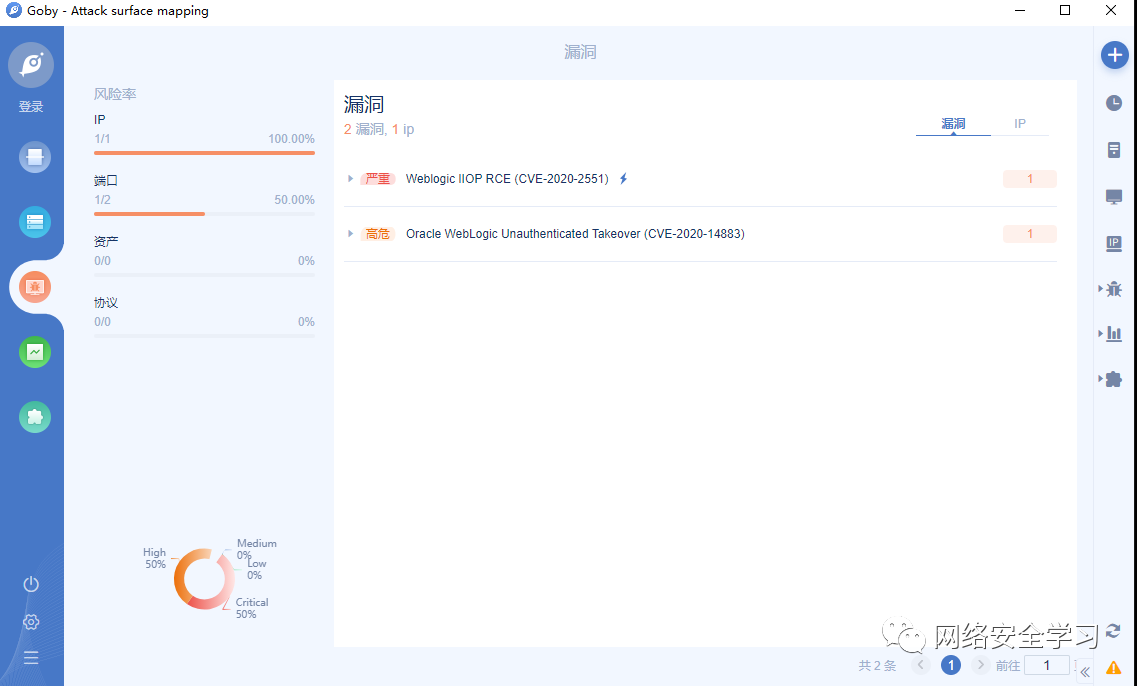 Goby - Attack surface mapping
登录
漏洞
风险率
IP
1/1 100.00%
端口
1/2 50.00%
资产
0/0 0%
协议
0/0 0%
High
50%
Medium
0%
Low
0%
Critical
50%
漏洞
2 漏洞, 1 ip
漏洞 IP
严重 Weblogic IIOP RCE (CVE-2020-2551) 1
高危 Oracle WebLogic Unauthenticated Takeover (CVE-2020-14883) 1
IP
网络安全学习
共 2 条 1 前往 1